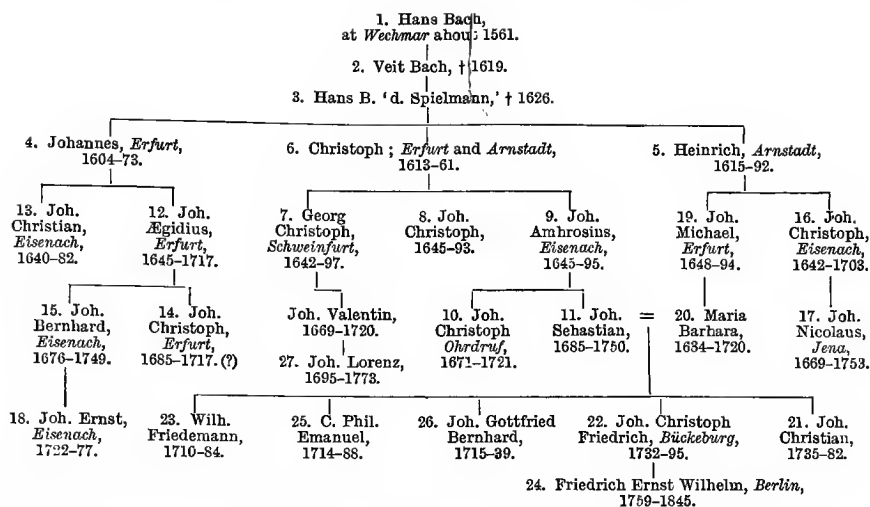 1. Hans Bach,
at Wechmar about 1561.
2. Veit Bach, † 1619.
3. Hans B. ‘d. Spielmann,’ † 1626.
4. Johannes, Erfurt,
1604–73.
6. Christoph ; Erfurt and Arnstadt,
1613–61.
5. Heinrich, Arnstadt,
1615–92.
13. Joh.
Christian,
Eisenach,
1640–82.
12. Joh.
Ægidius,
Erfurt,
1645–1717.
7. Georg
Christoph,
Schweinfurt,
1642–97.
8. Joh.
Christoph,
1645–93.
9. Joh.
Ambrosius,
Eisenach,
1645–95.
19. Joh.
Michael,
Erfurt,
1648–94.
16. Joh.
Christoph,
Eisenach,
1642–1703.
15. Joh.
Bernhard,
Eisenach,
1676–1749.
14. Joh.
Christoph,
Erfurt,
1685–1717. (?)
Joh. Valentin,
1669–1720.
27. Joh. Lorenz,
1695–1773.
10. Joh.
Christoph
Ohrdruf,
1671–1721.
11. Joh. =
Sebastian,
1685–1750.
20. Maria
Barbara,
1634–1720.
17. Joh.
Nicolaus,
Jena,
1669–1753.
18. Joh. Ernst,
Eisenach,
1722–77.
23. Wilh.
Friedemann,
1710–84.
25. C. Phil.
Emanuel,
1714–88.
26. Joh. Gottfried
Bernhard,
1715–39.
22. Joh. Christoph
Friedrich, Bückeburg,
1732–95.
21. Joh.
Christian,
1735–82.
24. Friedrich Ernst Wilhelm, Berlin,
1759–1845.